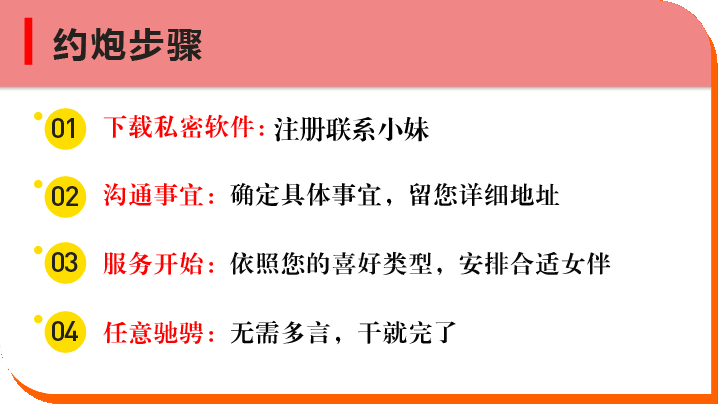 约炮步骤
01 下载私密软件：注册联系小妹
02 沟通事宜：确定具体事宜，留您详细地址
03 服务开始：依照您的喜好类型，安排合适女伴
04 任意驰骋：无需多言，干就完了